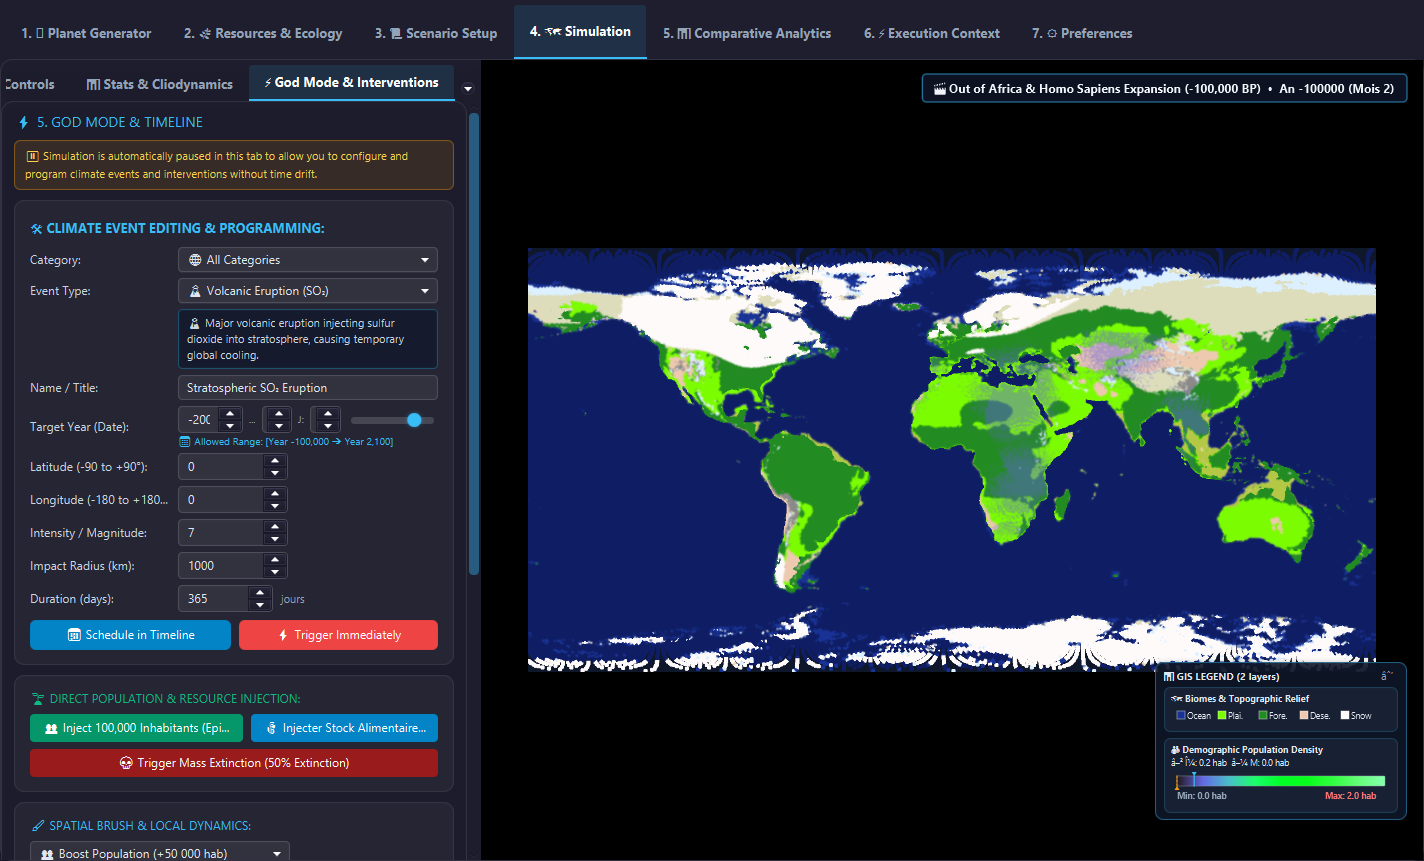 1. Planet Generator
2. Resources & Ecology
3. Scenario Setup
4. Simulation
5. Comparative Analytics
6. ⚡ Execution Context
7. ⚙ Preferences
Controls
Stats & Cliodynamics
⚡ God Mode & Interventions
5. GOD MODE & TIMELINE
Simulation is automatically paused in this tab to allow you to configure and
program climate events and interventions without time drift.
CLIMATE EVENT EDITING & PROGRAMMING:
Category:
All Categories
Event Type:
Volcanic Eruption (SO₂)
Major volcanic eruption injecting sulfur
dioxide into stratosphere, causing temporary
global cooling.
Name / Title:
Stratospheric SO₂ Eruption
Target Year (Date):
-200
...
J:
Allowed Range: [Year -100,000 → Year 2,100]
Latitude (-90 to +90°):
0
Longitude (-180 to +180...
0
Intensity / Magnitude:
7
Impact Radius (km):
1000
Duration (days):
365
jours
Schedule in Timeline
Trigger Immediately
DIRECT POPULATION & RESOURCE INJECTION:
Inject 100,000 Inhabitants (Epi...
Injecter Stock Alimentaire...
Trigger Mass Extinction (50% Extinction)
SPATIAL BRUSH & LOCAL DYNAMICS:
Boost Population (+50 000 hab)
Out of Africa & Homo Sapiens Expansion (-100,000 BP) • An -100000 (Mois 2)
GIS LEGEND (2 layers)
Biomes & Topographic Relief
Ocean
Plai.
Fore.
Dese.
Snow
Demographic Population Density
â–² Î¼: 0.2 hab â–¼ M: 0.0 hab
Min: 0.0 hab
Max: 2.0 hab